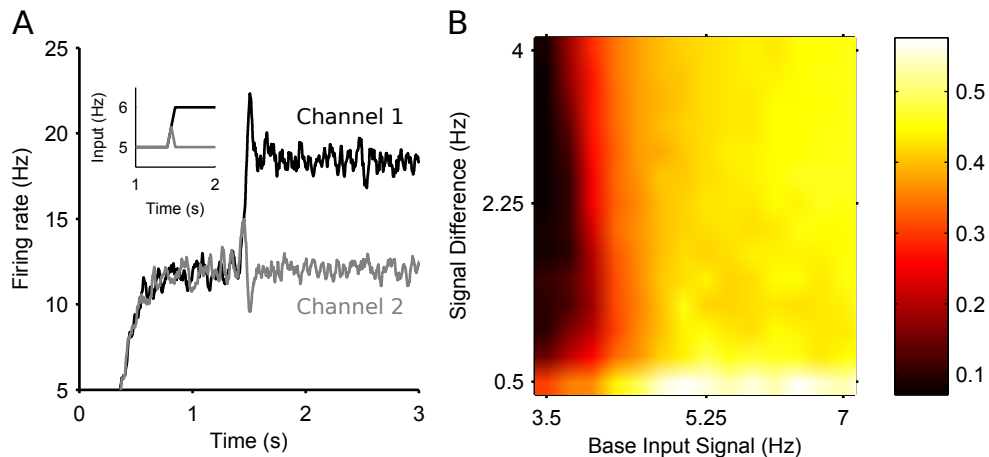 A
Firing rate (Hz)
25
20
15
10
5
0
1
2
3
Time (s)
Channel 1
Channel 2
Input (Hz)
6
5
1
2
Time (s)
B
Signal Difference (Hz)
4
2.25
0.5
3.5
5.25
7
Base Input Signal (Hz)
0.5
0.4
0.3
0.2
0.1